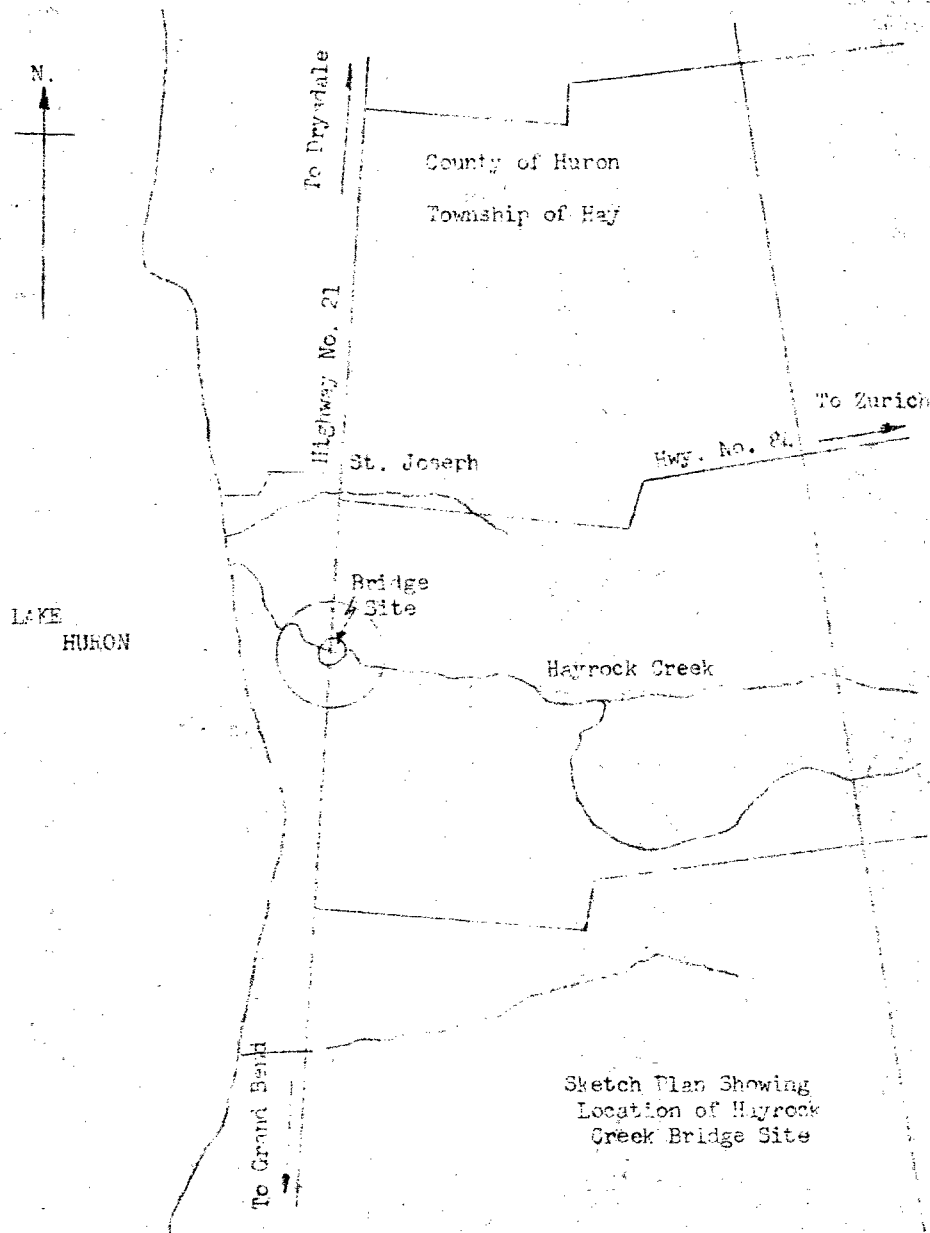 N.
To Drysdale
County of Huron
Township of Hay
Highway No. 21
To Zurich
Hwy. No. 84
St. Joseph
Bridge
Site
LAKE
HURON
Hayrock Creek
To Grand Bend
Sketch Plan Showing
Location of Hayrock
Creek Bridge Site